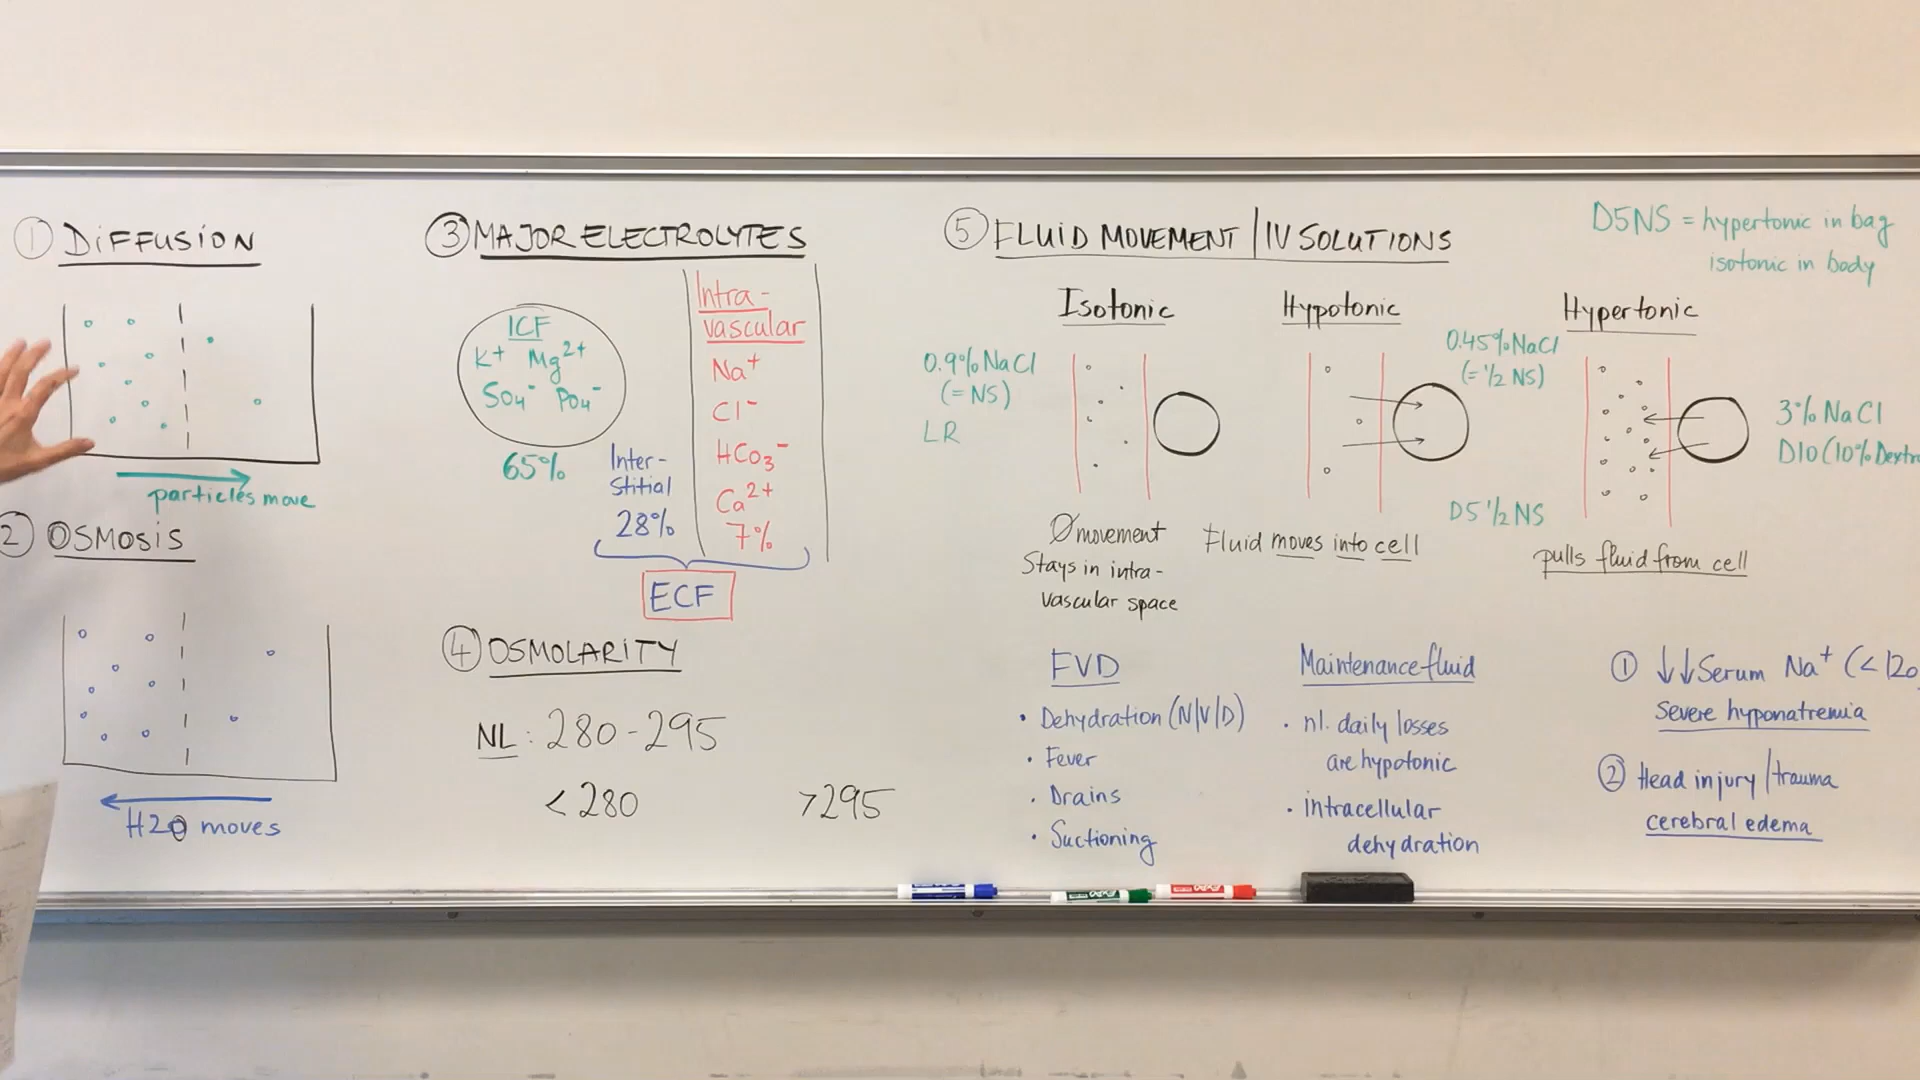 ① DIFFUSION
particles move
② OSMOSIS
H20 moves
③ MAJOR ELECTROLYTES
ICF
K⁺ Mg²⁺
SO₄⁻ PO₄⁻
65%
Inter-
stitial
28%
Intra-
vascular
Na⁺
Cl⁻
HCO₃⁻
Ca²⁺
7%
ECF
④ OSMOLARITY
NL: 280-295
<280 >295
⑤ FLUID MOVEMENT / IV SOLUTIONS
D5NS = hypertonic in bag
isotonic in body
Isotonic
0.9% NaCl
(= NS)
LR
Ø movement
Stays in intra-
vascular space
Hypotonic
0.45% NaCl
(= 1/2 NS)
Fluid moves into cell
Hypertonic
3% NaCl
D10 (10% Dextro
D5 1/2 NS
pulls fluid from cell
FVD
• Dehydration (N/V/D)
• Fever
• Drains
• Suctioning
Maintenance fluid
• nl. daily losses
are hypotonic
• intracellular
dehydration
① ↓↓ Serum Na⁺ (<120
severe hyponatremia
② Head injury / trauma
cerebral edema